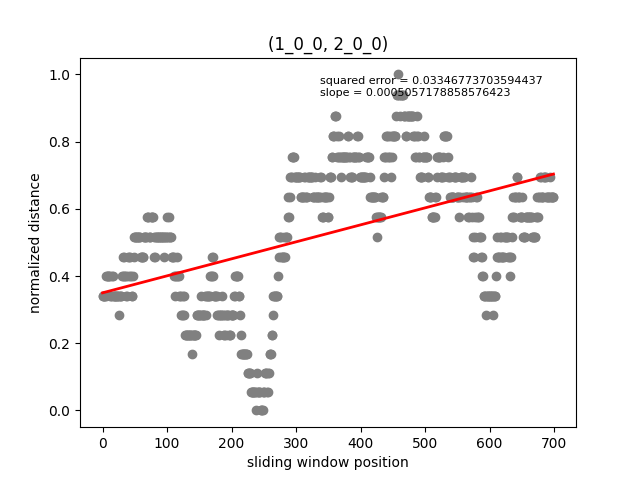 (1_0_0, 2_0_0)
squared error = 0.03346773703594437
slope = 0.0005057178858576423
1.0
0.8
0.6
0.4
0.2
0.0
normalized distance
0 100 200 300 400 500 600 700
sliding window position